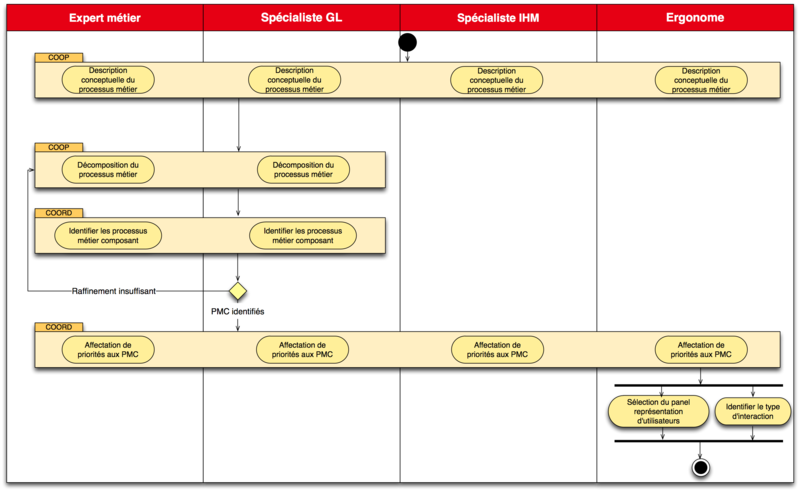 Expert métier
Spécialiste GL
Spécialiste IHM
Ergonome
COOP
Description
conceptuelle du
processus métier
Description
conceptuelle du
processus métier
Description
conceptuelle du
processus métier
Description
conceptuelle du
processus métier
COOP
Décomposition du
processus métier
Décomposition du
processus métier
COORD
Identifier les processus
métier composant
Identifier les processus
métier composant
Raffinement insuffisant
PMC identifiés
COORD
Affectation de
priorités aux PMC
Affectation de
priorités aux PMC
Affectation de
priorités aux PMC
Affectation de
priorités aux PMC
Sélection du panel
représentation
d'utilisateurs
Identifier le type
d'interaction